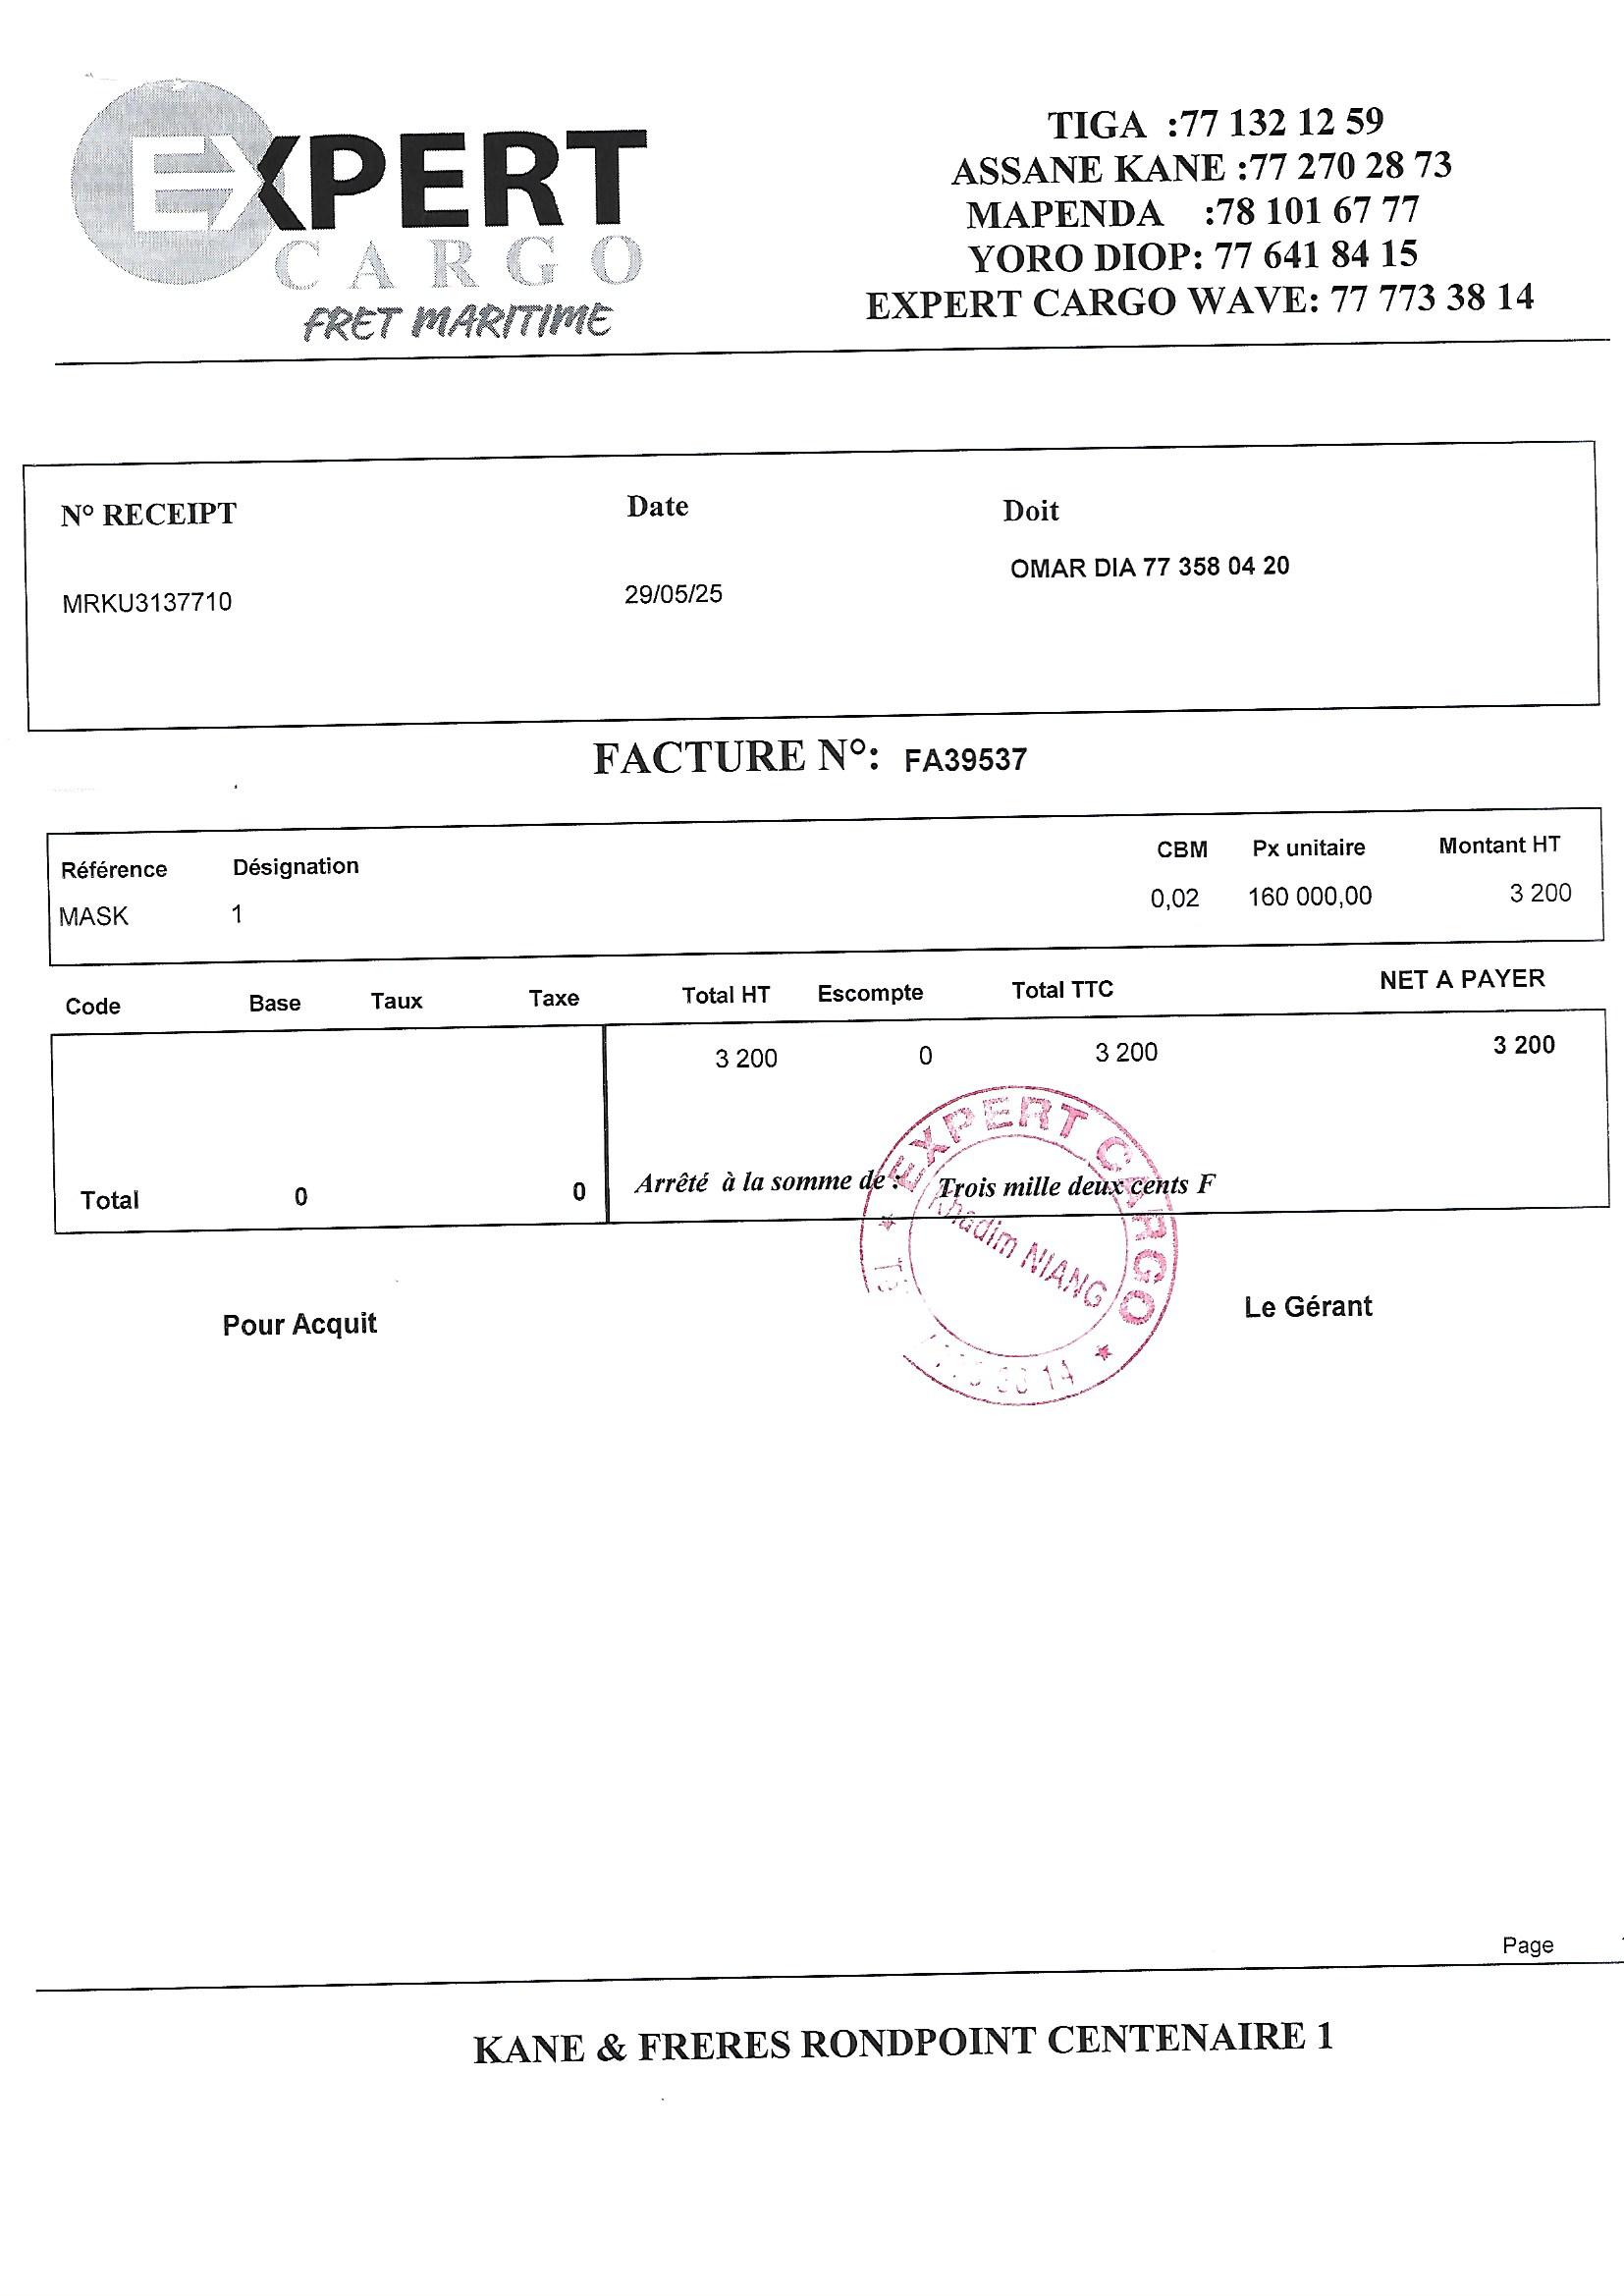 EXPERT
CARGO
FRET MARITIME
TIGA :77 132 12 59
ASSANE KANE :77 270 28 73
MAPENDA :78 101 67 77
YORO DIOP: 77 641 84 15
EXPERT CARGO WAVE: 77 773 38 14
N° RECEIPT Date Doit
OMAR DIA 77 358 04 20
MRKU3137710 29/05/25
FACTURE N°: FA39537
Référence Désignation CBM Px unitaire Montant HT
MASK 1 0,02 160 000,00 3 200
Code Base Taux Taxe Total HT Escompte Total TTC NET A PAYER
3 200 0 3 200 3 200
Total 0 0 Arrêté à la somme de : Trois mille deux cents F
EXPERT CARGO
Khadim NIANG
14
Pour Acquit Le Gérant
Page
KANE & FRERES RONDPOINT CENTENAIRE 1